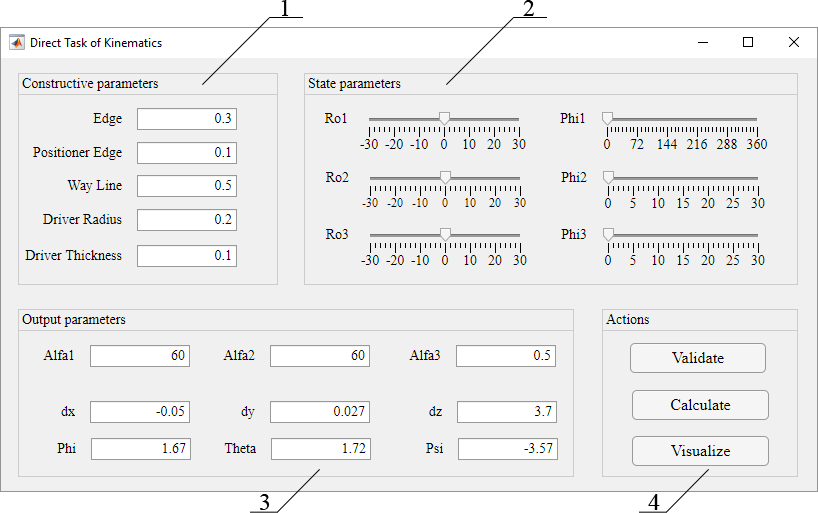 1 2
Direct Task of Kinematics
Constructive parameters
Edge 0.3
Positioner Edge 0.1
Way Line 0.5
Driver Radius 0.2
Driver Thickness 0.1
State parameters
Ro1
-30 -20 -10 0 10 20 30
Phi1
0 72 144 216 288 360
Ro2
-30 -20 -10 0 10 20 30
Phi2
0 5 10 15 20 25 30
Ro3
-30 -20 -10 0 10 20 30
Phi3
0 5 10 15 20 25 30
Output parameters
Alfa1 60 Alfa2 60 Alfa3 0.5
dx -0.05 dy 0.027 dz 3.7
Phi 1.67 Theta 1.72 Psi -3.57
Actions
Validate
Calculate
Visualize
3 4